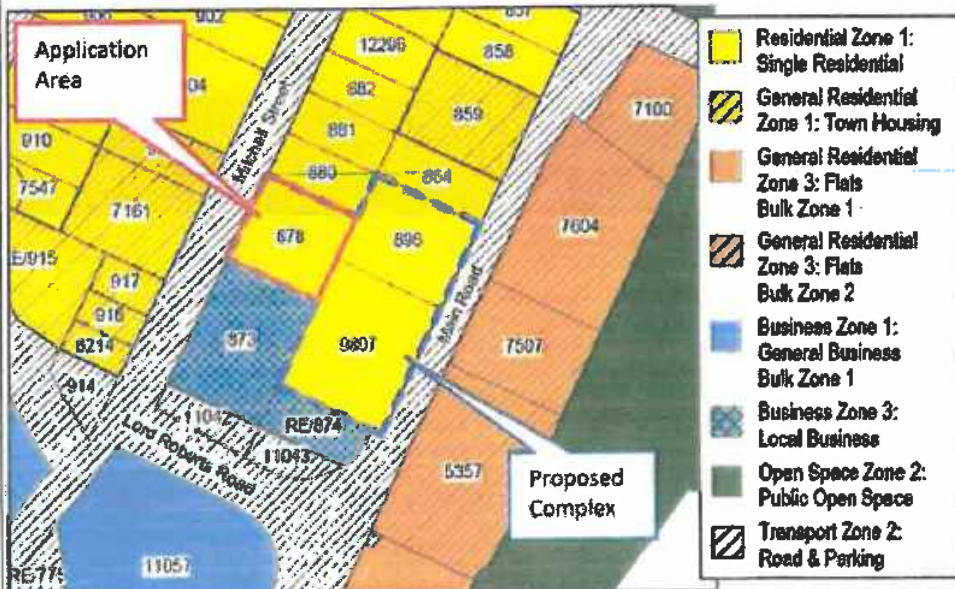 Application
Area
902
12296
858
882
859
881
910
880
864
7547
7161
Mitchell Street
878
896
E/915
917
916
8214
873
9807
914
RE/874
11043
Lord Roberts Road
Main Road
7100
7604
7507
5357
Proposed
Complex
11057
Residential Zone 1:
Single Residential
General Residential
Zone 1: Town Housing
General Residential
Zone 3: Flats
Bulk Zone 1
General Residential
Zone 3: Flats
Bulk Zone 2
Business Zone 1:
General Business
Bulk Zone 1
Business Zone 3:
Local Business
Open Space Zone 2:
Public Open Space
Transport Zone 2:
Road & Parking